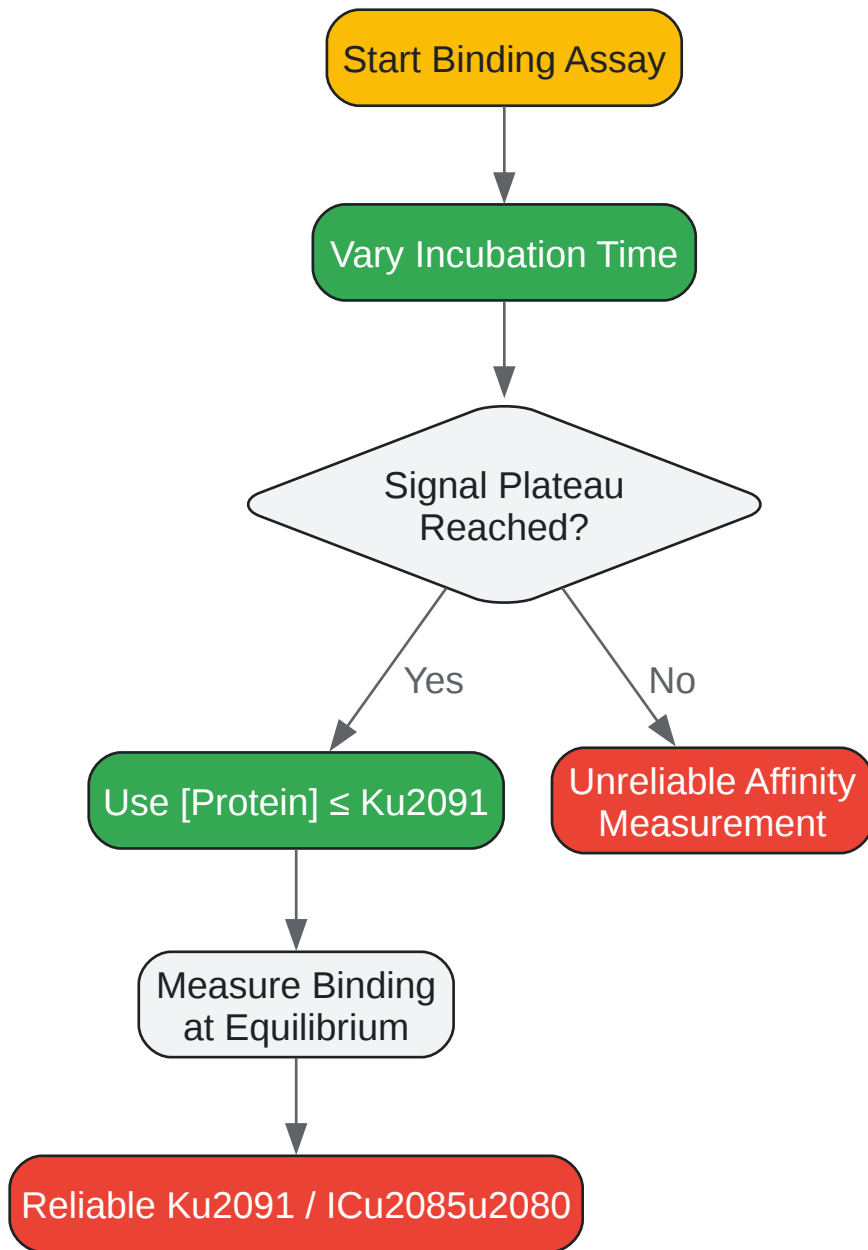 Start Binding Assay
Vary Incubation Time
Signal Plateau
Reached?
Yes
No
Use [Protein] ≤ Ku2091
Unreliable Affinity
Measurement
Measure Binding
at Equilibrium
Reliable Ku2091 / ICu2085u2080